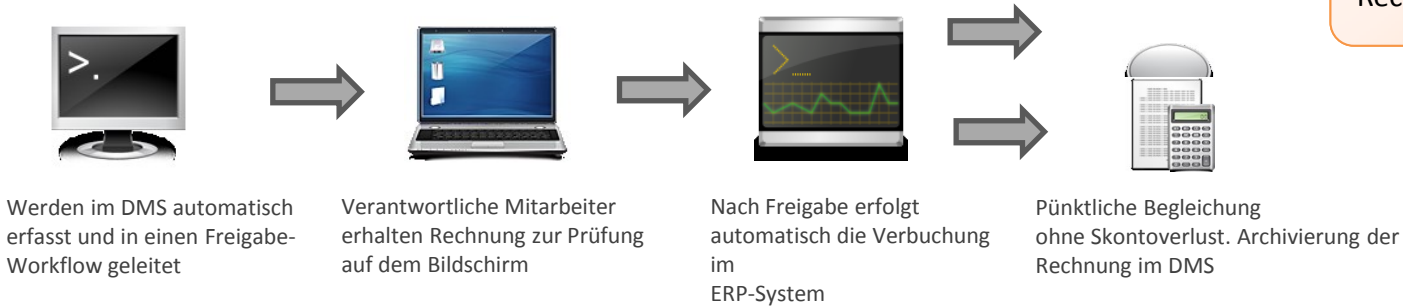 Werden im DMS automatisch
erfasst und in einen Freigabe-
Workflow geleitet
Verantwortliche Mitarbeiter
erhalten Rechnung zur Prüfung
auf dem Bildschirm
Nach Freigabe erfolgt
automatisch die Verbuchung
im
ERP-System
Pünktliche Begleichung
ohne Skontoverlust. Archivierung der
Rechnung im DMS